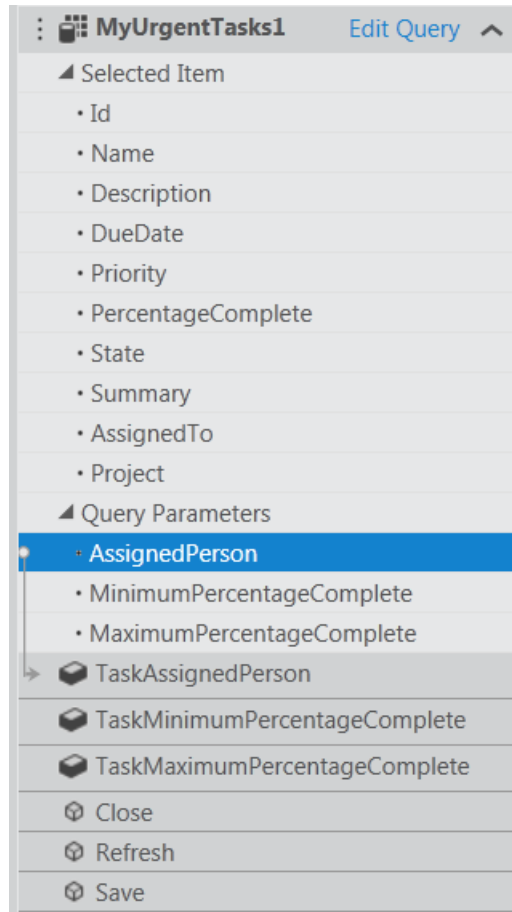 MyUrgentTasks1 Edit Query
Selected Item
Id
Name
Description
DueDate
Priority
PercentageComplete
State
Summary
AssignedTo
Project
Query Parameters
AssignedPerson
MinimumPercentageComplete
MaximumPercentageComplete
TaskAssignedPerson
TaskMinimumPercentageComplete
TaskMaximumPercentageComplete
Close
Refresh
Save